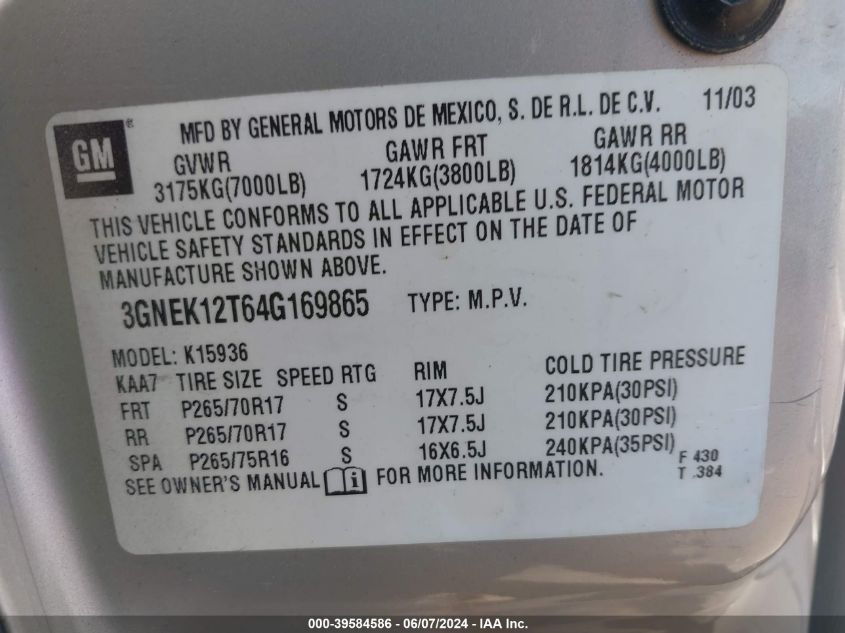 GM ®
MFD BY GENERAL MOTORS DE MEXICO, S. DE R.L. DE C.V. 11/03
GVWR GAWR FRT GAWR RR
3175KG(7000LB) 1724KG(3800LB) 1814KG(4000LB)
THIS VEHICLE CONFORMS TO ALL APPLICABLE U.S. FEDERAL MOTOR
VEHICLE SAFETY STANDARDS IN EFFECT ON THE DATE OF
MANUFACTURE SHOWN ABOVE.
3GNEK12T64G169865 TYPE: M.P.V.
MODEL: K15936
KAA7 TIRE SIZE SPEED RTG RIM COLD TIRE PRESSURE
FRT P265/70R17 S 17X7.5J 210KPA(30PSI)
RR P265/70R17 S 17X7.5J 210KPA(30PSI)
SPA P265/75R16 S 16X6.5J 240KPA(35PSI)
SEE OWNER'S MANUAL i FOR MORE INFORMATION.
F 430
T .384
000-39584586 - 06/07/2024 - IAA Inc.